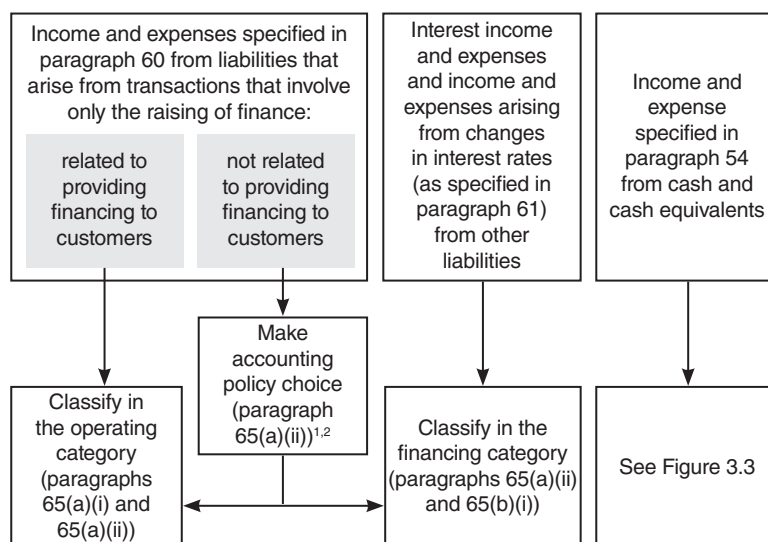 Income and expenses specified in
paragraph 60 from liabilities that
arise from transactions that involve
only the raising of finance:
related to
providing
financing to
customers
not related
to providing
financing to
customers
Interest income
and expenses
and income and
expenses arising
from changes
in interest rates
(as specified in
paragraph 61)
from other
liabilities
Income and
expense
specified in
paragraph 54
from cash and
cash equivalents
Make
accounting
policy choice
(paragraph
65(a)(ii))1,2
Classify in
the operating
category
(paragraphs
65(a)(i) and
65(a)(ii))
Classify in the
financing category
(paragraphs 65(a)(ii)
and 65(b)(i))
See Figure 3.3